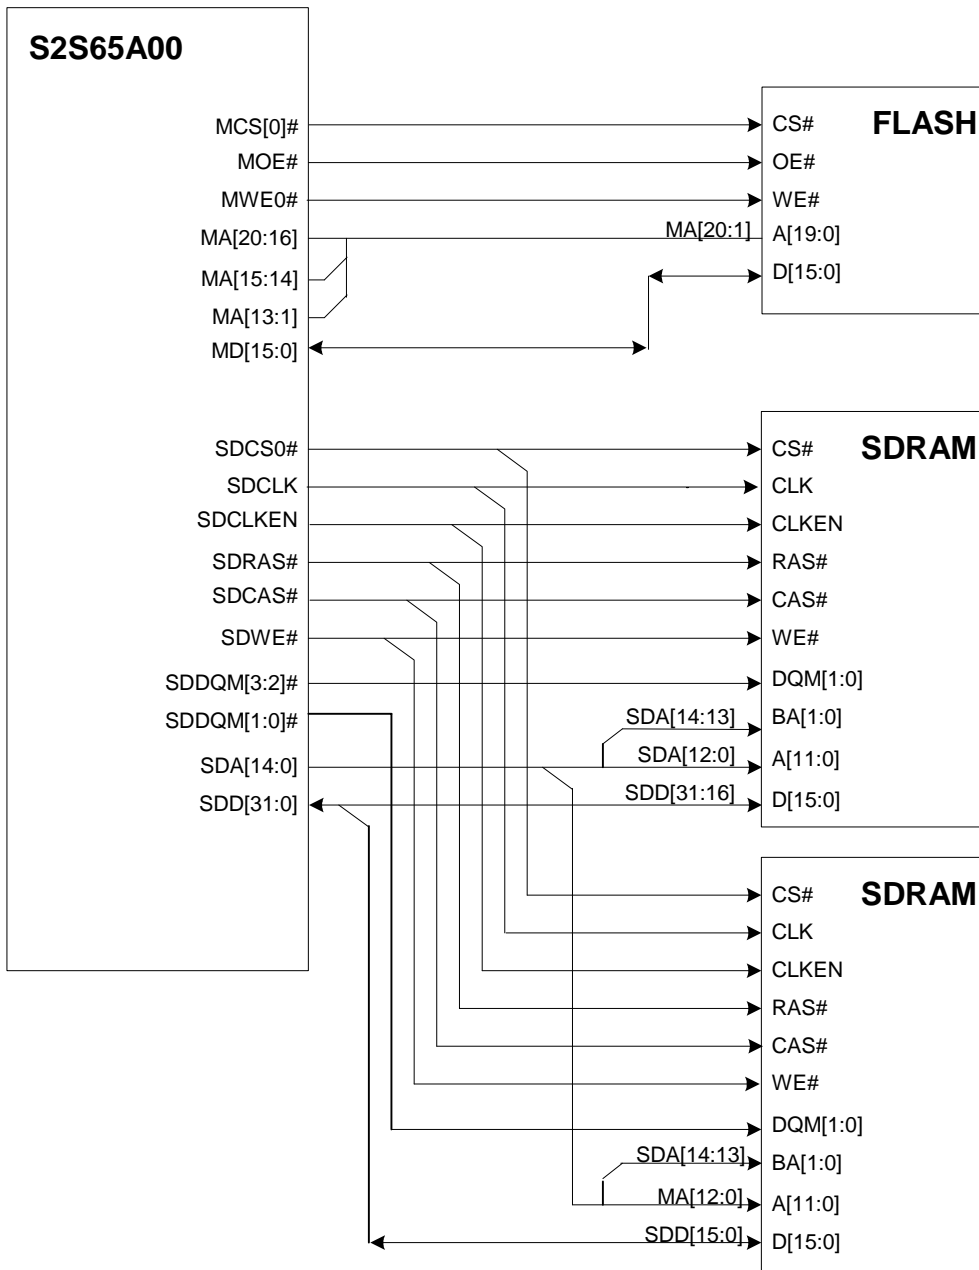 S2S65A00
MCS[0]#
MOE#
MWE0#
MA[20:16]
MA[15:14]
MA[13:1]
MD[15:0]
SDCS0#
SDCLK
SDCLKEN
SDRAS#
SDCAS#
SDWE#
SDDQM[3:2]#
SDDQM[1:0]#
SDA[14:0]
SDD[31:0]
FLASH
CS#
OE#
WE#
MA[20:1] A[19:0]
D[15:0]
SDRAM
CS#
CLK
CLKEN
RAS#
CAS#
WE#
DQM[1:0]
SDA[14:13] BA[1:0]
SDA[12:0] A[11:0]
SDD[31:16] D[15:0]
SDRAM
CS#
CLK
CLKEN
RAS#
CAS#
WE#
DQM[1:0]
SDA[14:13] BA[1:0]
MA[12:0] A[11:0]
SDD[15:0] D[15:0]